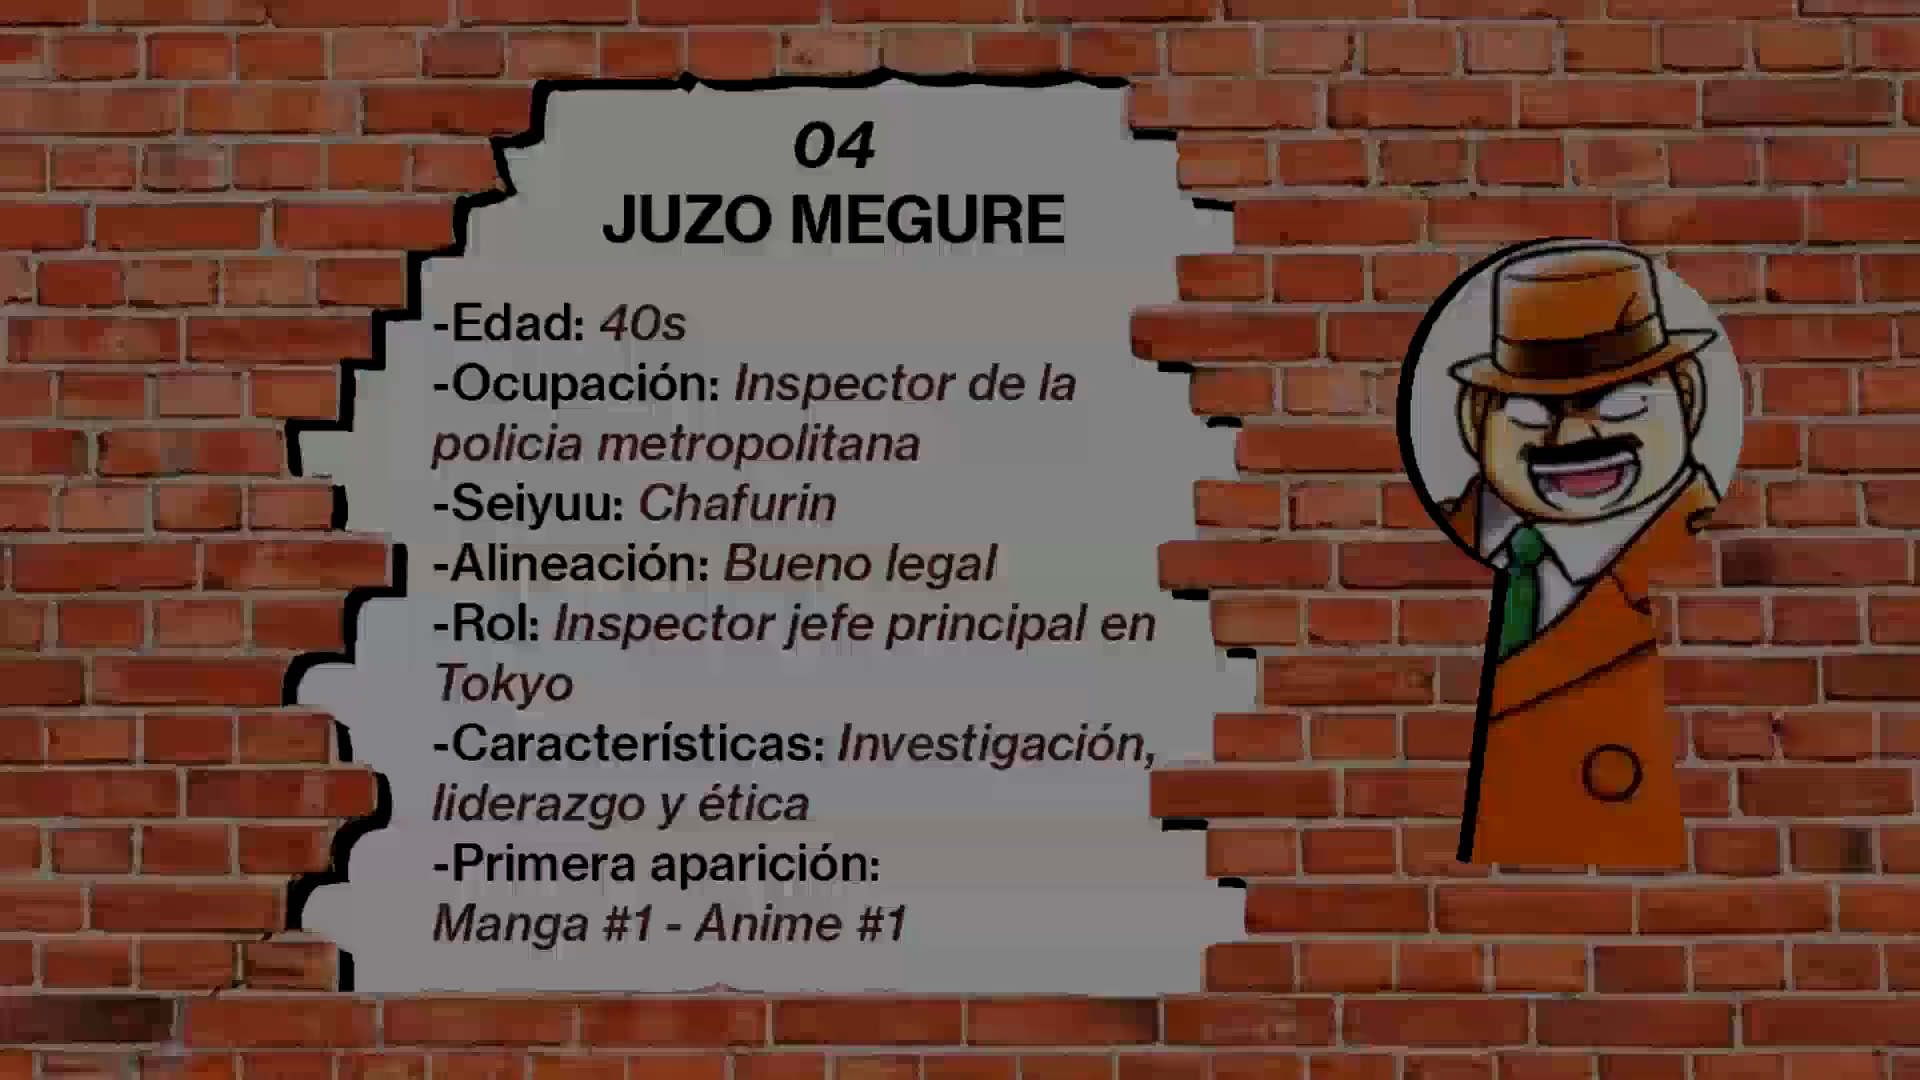 04
JUZO MEGURE
-Edad: 40s
-Ocupación: Inspector de la
policia metropolitana
-Seiyuu: Chafurin
-Alineación: Bueno legal
-Rol: Inspector jefe principal en
Tokyo
-Características: Investigación,
liderazgo y ética
-Primera aparición:
Manga #1 - Anime #1